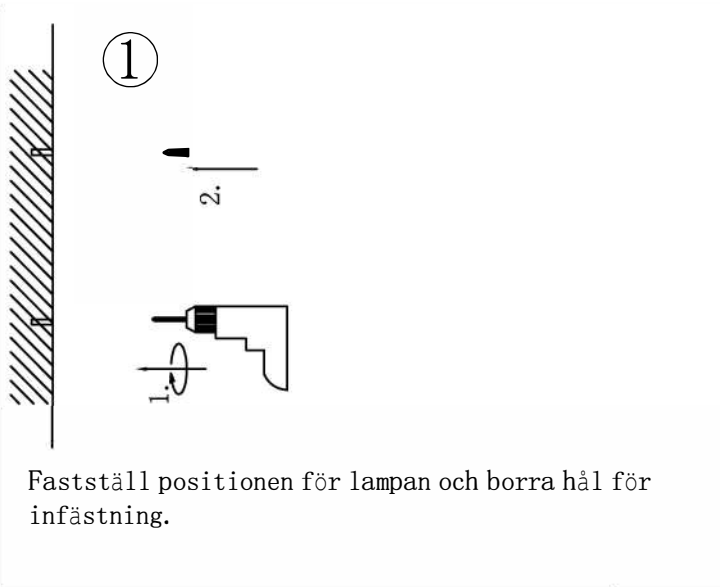 ①
2.
1.
Fastställ positionen för lampan och borra hål för
infästning.